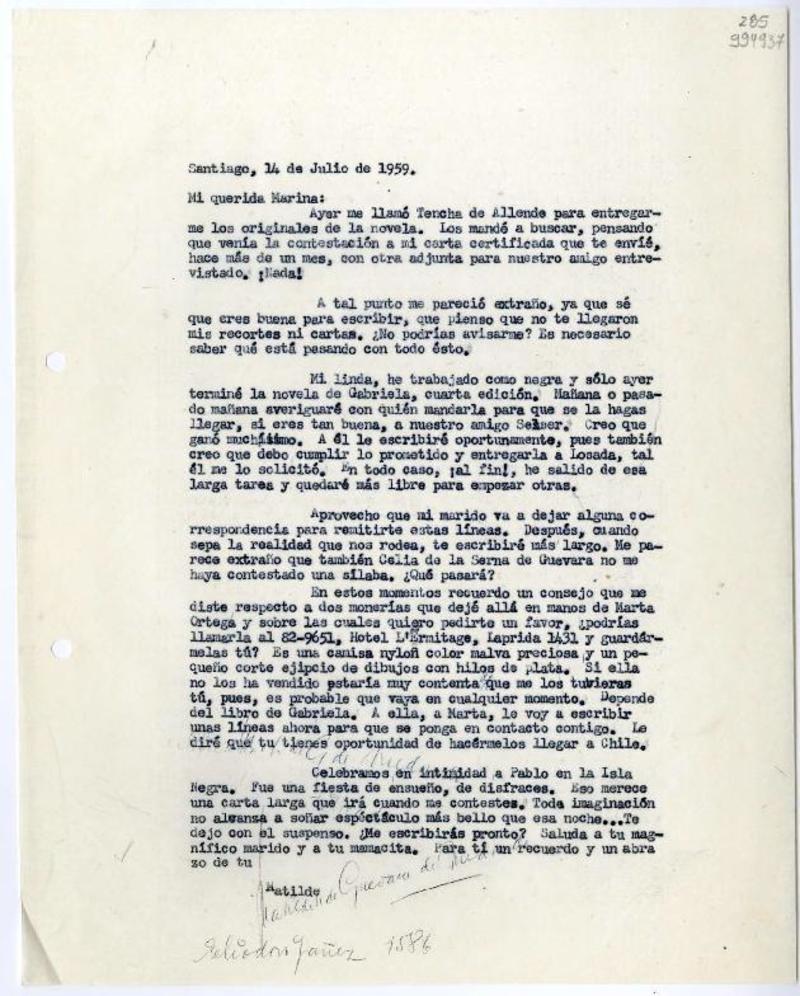 285
994937
Santiago, 14 de Julio de 1959.
Mi querida Marina:
Ayer me llamó Tencha de Allende para entregar-
me los originales de la novela. Los mandé a buscar, pensando
que venía la contestación a mi carta certificada que te envié,
hace más de un mes, con otra adjunta para nuestro amigo entre-
vistado. ¡Nada!
A tal punto me pareció extraño, ya que sé
que eres buena para escribir, que pienso que no te llegaron
mis recortes ni cartas. ¿No podrías avisarme? Es necesario
saber qué está pasando con todo ésto.
Mi linda, he trabajado como negra y sólo ayer
terminé la novela de Gabriela, cuarta edición. Mañana o pasa-
do mañana averiguaré con quién mandarla para que se la hagas
llegar, si eres tan buena, a nuestro amigo Selser. Creo que
ganó muchísimo. A él le escribiré oportunamente, pues también
creo que debo cumplir lo prometido y entregarla a Losada, tal
él me lo solicitó. En todo caso, ¡al fin!, he salido de esa
larga tarea y quedaré más libre para empezar otras.
Aprovecho que mi marido va a dejar alguna co-
rrespondencia para remitirte estas líneas. Después, cuando
sepa la realidad que nos rodea, te escribiré más largo. Me pa-
rece extraño que también Celia de la Serna de Guevara no me
haya contestado una sílaba. ¿Qué pasará?
En estos momentos recuerdo un consejo que me
diste respecto a dos monerías que dejé allá en manos de Marta
Ortega y sobre las cuales quiero pedirte un favor, ¿podrías
llamarla al 82-9651, Hotel L'Ermitage, Laprida 1431 y guardár-
melas tú? Es una camisa nylon color malva preciosa y un pe-
queño corte ejipcio de dibujos con hilos de plata. Si ella
no los ha vendido estaría muy contenta que me los tuvieras
tú, pues, es probable que vaya en cualquier momento. Depende
del libro de Gabriela. A ella, a Marta, le voy a escribir
unas líneas ahora para que se ponga en contacto contigo. Le
diré que tu tienes oportunidad de hacérmelos llegar a Chile.
Celebramos en intimidad a Pablo en la Isla
Negra. Fue una fiesta de ensueño, de disfraces. Eso merece
una carta larga que irá cuando me contestes. Toda imaginación
no alcanza a soñar espéctáculo más bello que esa noche...Te
dejo con el suspenso. ¿Me escribirás pronto? Saluda a tu mag-
nífico marido y a tu mamacita. Para tí un recuerdo y un abra
zo de tu
Matilde
Matilde L. de Guevara
Heliodoro Yañez 1586